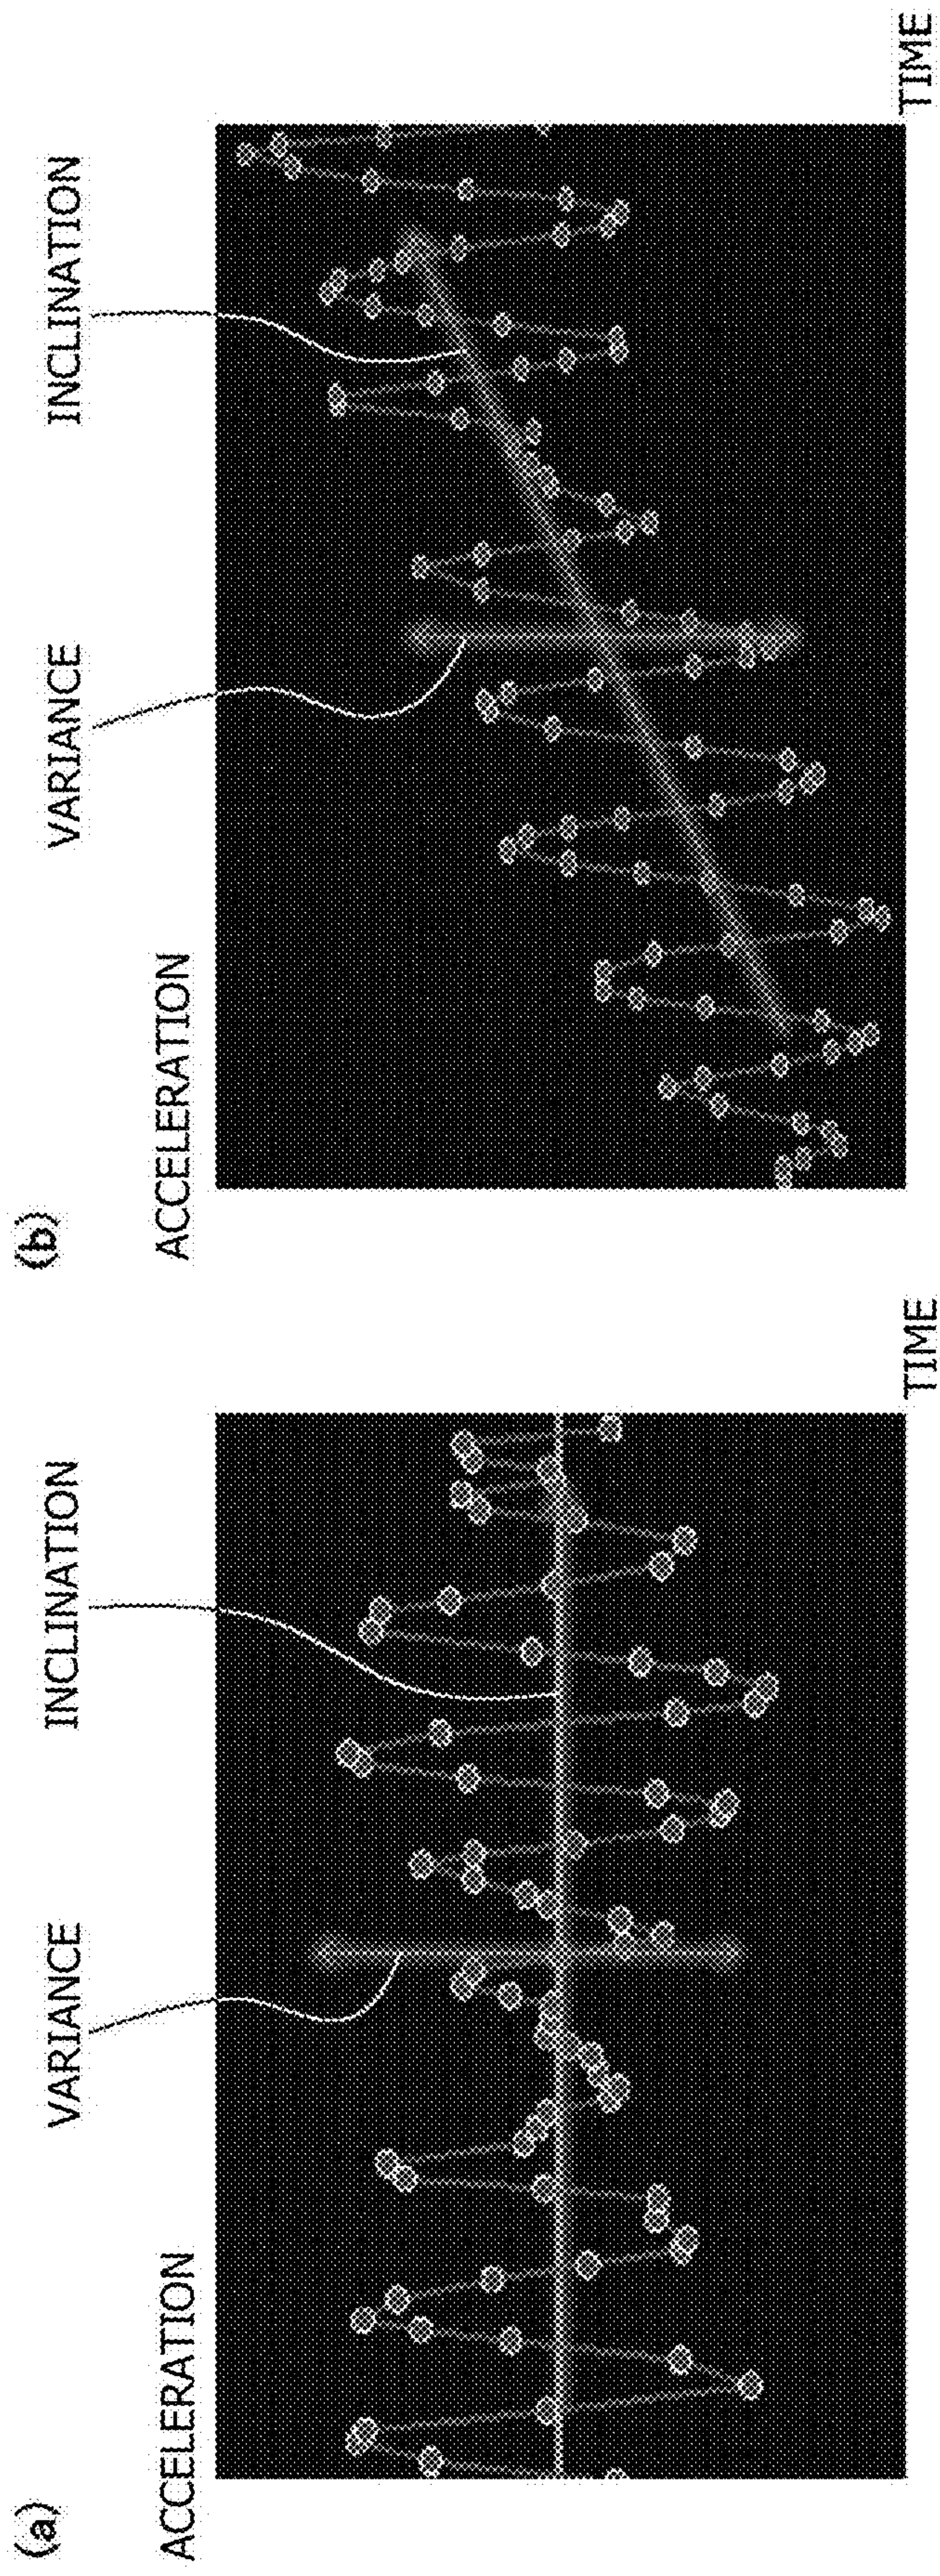 (a)
ACCELERATION
VARIANCE
INCLINATION
TIME
(b)
ACCELERATION
VARIANCE
INCLINATION
TIME